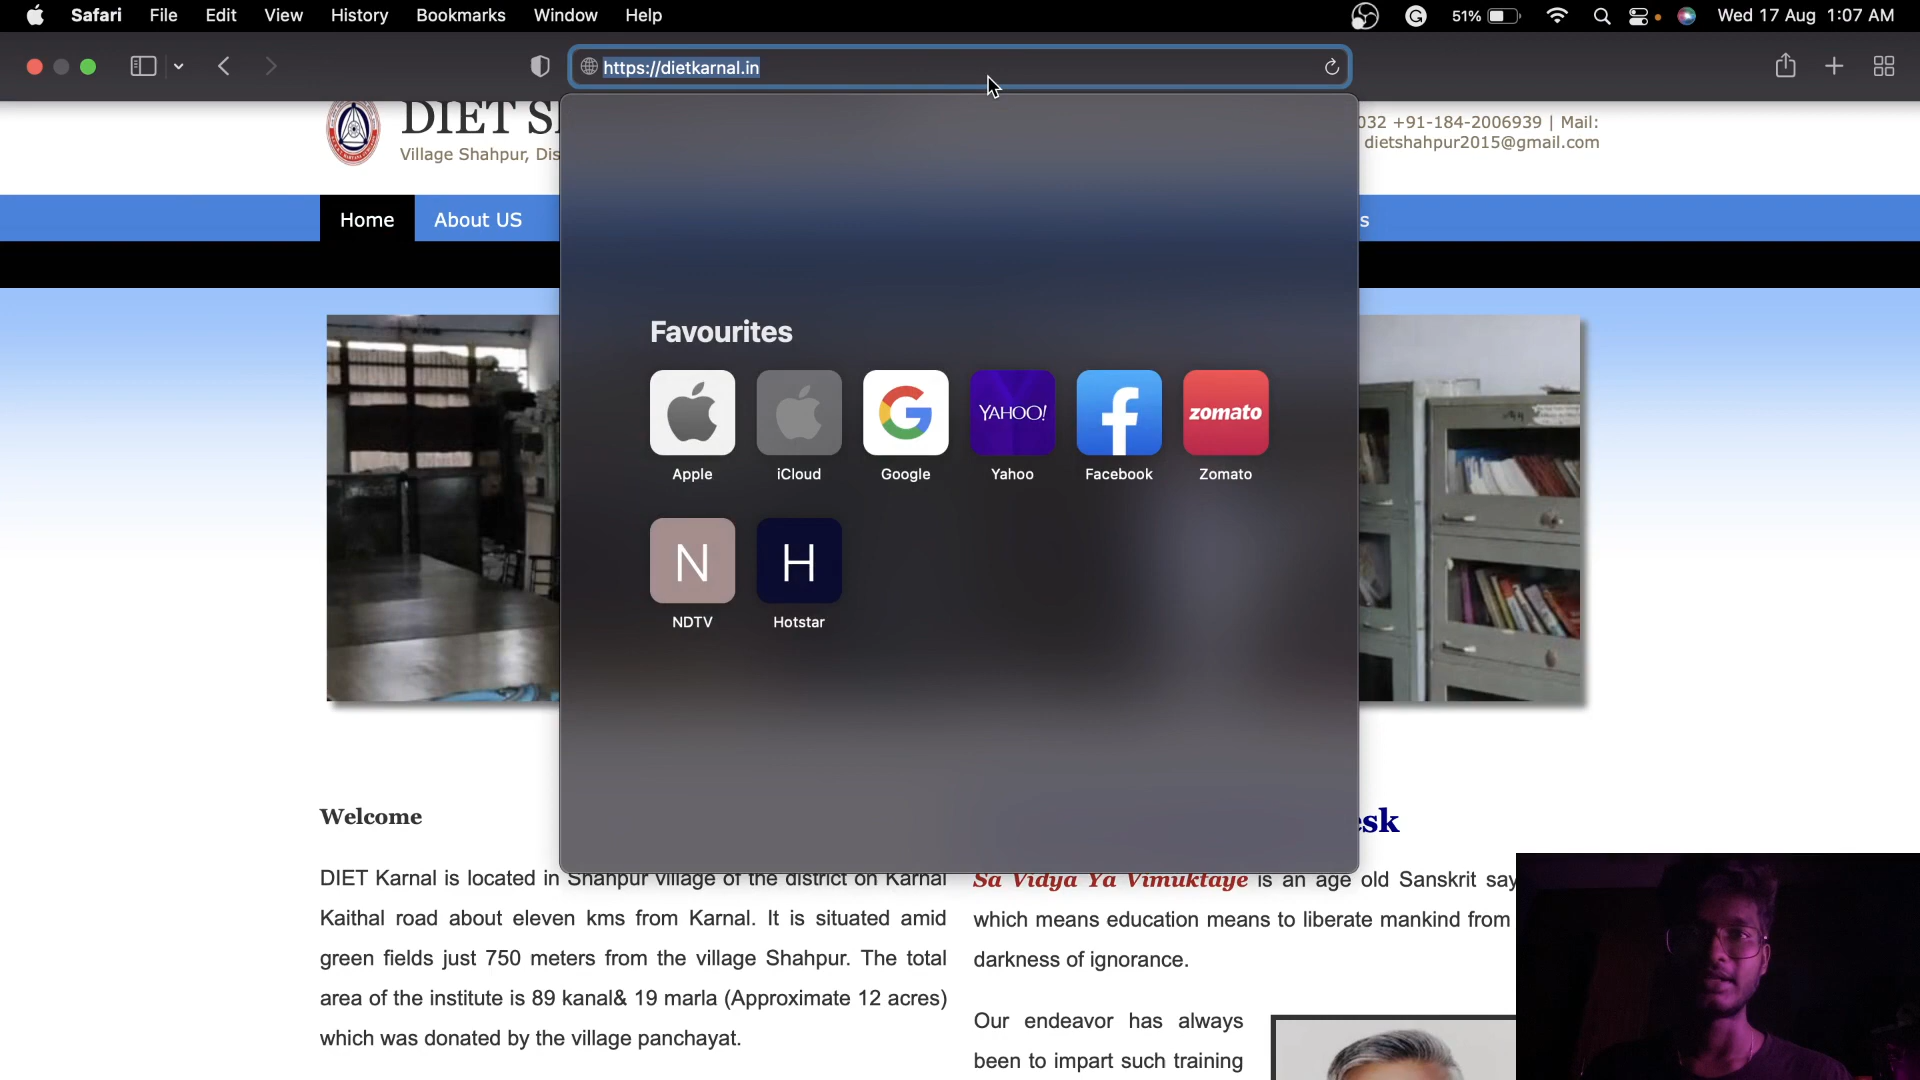 Safari File Edit View History Bookmarks Window Help
51% Wed 17 Aug 1:07 AM
https://dietkarnal.in
DIET S
Village Shahpur, Dis
032 +91-184-2006939 | Mail:
dietshahpur2015@gmail.com
Home About US
s
Favourites
YAHOO! zomato
Apple iCloud Google Yahoo Facebook Zomato
N H
NDTV Hotstar
Welcome
DIET Karnal is located in Shahpur village of the district on Karnal
Kaithal road about eleven kms from Karnal. It is situated amid
green fields just 750 meters from the village Shahpur. The total
area of the institute is 89 kanal& 19 marla (Approximate 12 acres)
which was donated by the village panchayat.
esk
Sa Vidya Ya Vimuktaye is an age old Sanskrit say
which means education means to liberate mankind from
darkness of ignorance.
Our endeavor has always
been to impart such training